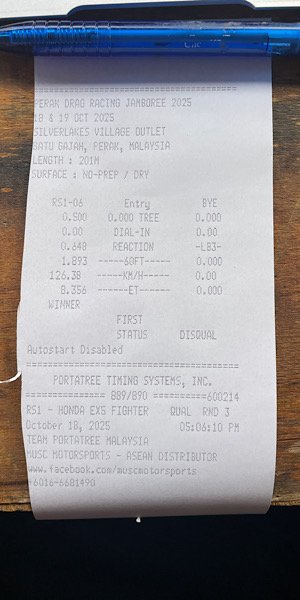 =========================================
PERAK DRAG RACING JAMBOREE 2025
18 & 19 OCT 2025
SILVERLAKES VILLAGE OUTLET
BATU GAJAH, PERAK, MALAYSIA
LENGTH : 201M
SURFACE : NO-PREP / DRY
RS1-06 Entry BYE
0.500 0.000 TREE 0.000
0.00 DIAL-IN 0.00
0.648 REACTION -LB3-
1.893 -----60FT----- 0.000
126.38 -----KM/H----- 0.00
8.356 ------ET------ 0.000
WINNER
FIRST
STATUS DISQUAL
Autostart Disabled
=========================================
PORTATREE TIMING SYSTEMS, INC.
=============== 889/890 ==========600214
RS1 - HONDA EX5 FIGHTER QUAL RND 3
October 18, 2025 05:06:10 PM
TEAM PORTATREE MALAYSIA
MUSC MOTORSPORTS - ASEAN DISTRIBUTOR
www.facebook.com/muscmotorsports
+6016-6681490